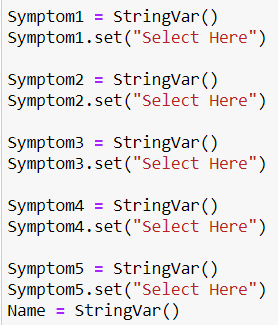 Symptom1 = StringVar()
Symptom1.set("Select Here")
Symptom2 = StringVar()
Symptom2.set("Select Here")
Symptom3 = StringVar()
Symptom3.set("Select Here")
Symptom4 = StringVar()
Symptom4.set("Select Here")
Symptom5 = StringVar()
Symptom5.set("Select Here")
Name = StringVar()